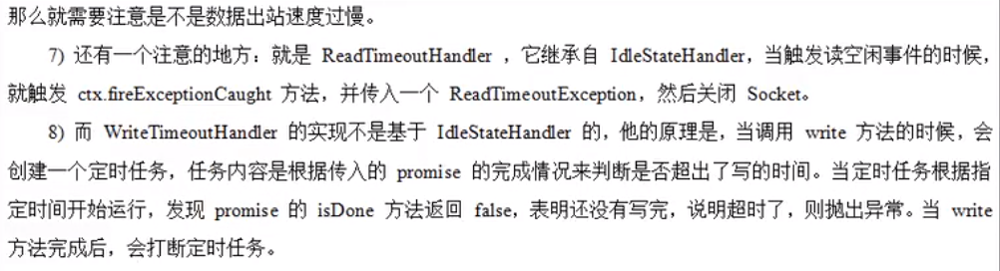 那么就需要注意是不是数据出站速度过慢。
7) 还有一个注意的地方：就是 ReadTimeoutHandler ，它继承自 IdleStateHandler，当触发读空闲事件的时候，
就触发 ctx.fireExceptionCaught 方法，并传入一个 ReadTimeoutException，然后关闭 Socket。
8) 而 WriteTimeoutHandler 的实现不是基于 IdleStateHandler 的，他的原理是，当调用 write 方法的时候，会
创建一个定时任务，任务内容是根据传入的 promise 的完成情况来判断是否超出了写的时间。当定时任务根据指
定时间开始运行，发现 promise 的 isDone 方法返回 false，表明还没有写完，说明超时了，则抛出异常。当 write
方法完成后，会打断定时任务。